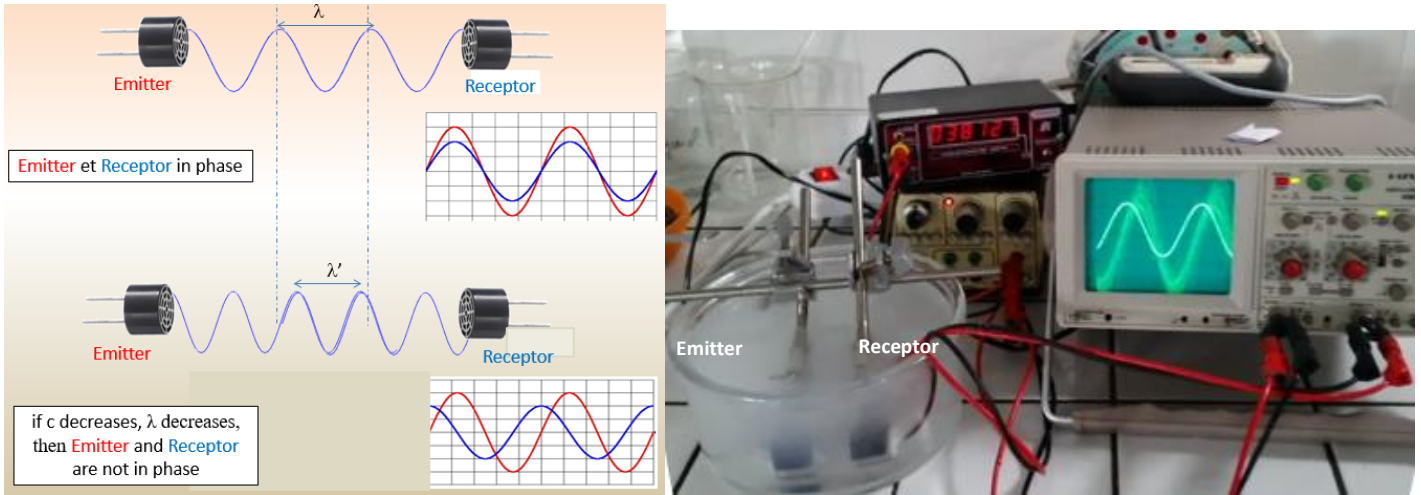 λ
Emitter
Receptor
Emitter et Receptor in phase
λ'
Emitter
Receptor
if c decreases, λ decreases,
then Emitter and Receptor
are not in phase
Emitter
Receptor